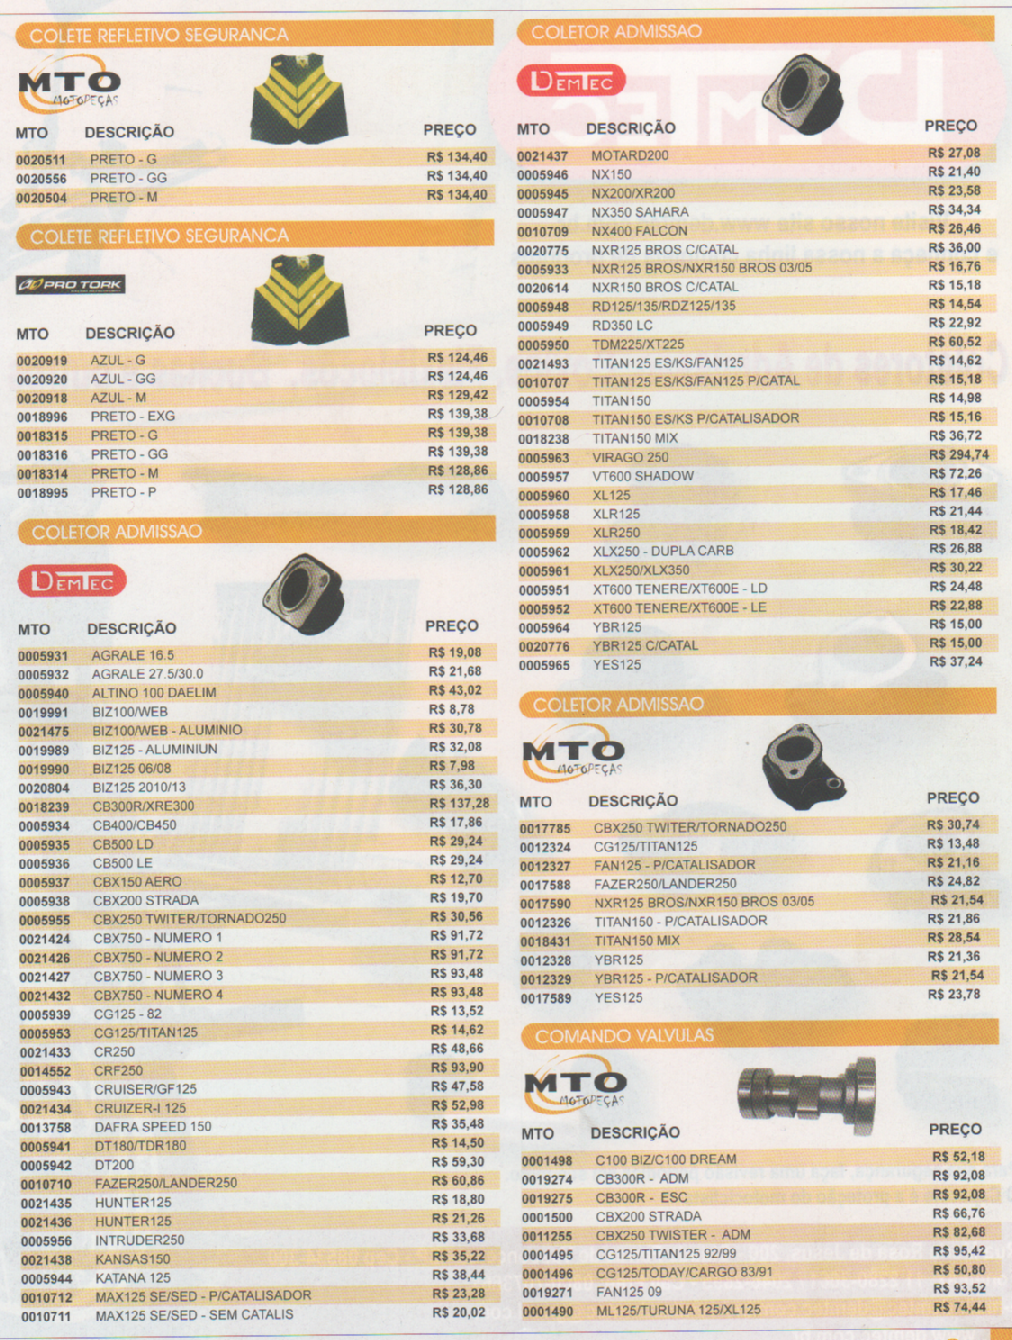 COLETE REFLETIVO SEGURANCA
MTO
MOTOPEÇAS
MTO DESCRIÇÃO PREÇO
0020511 PRETO - G R$ 134,40
0020556 PRETO - GG R$ 134,40
0020504 PRETO - M R$ 134,40
COLETE REFLETIVO SEGURANCA
PRO TORK
MTO DESCRIÇÃO PREÇO
0020919 AZUL - G R$ 124,46
0020920 AZUL - GG R$ 124,46
0020918 AZUL - M R$ 129,42
0018996 PRETO - EXG R$ 139,38
0018315 PRETO - G R$ 139,38
0018316 PRETO - GG R$ 139,38
0018314 PRETO - M R$ 128,86
0018995 PRETO - P R$ 128,86
COLETOR ADMISSAO
DEMTEC
MTO DESCRIÇÃO PREÇO
0005931 AGRALE 16.5 R$ 19,08
0005932 AGRALE 27.5/30.0 R$ 21,68
0005940 ALTINO 100 DAELIM R$ 43,02
0019991 BIZ100/WEB R$ 8,78
0021475 BIZ100/WEB - ALUMINIO R$ 30,78
0019989 BIZ125 - ALUMINIUN R$ 32,08
0019990 BIZ125 06/08 R$ 7,98
0020804 BIZ125 2010/13 R$ 36,30
0018239 CB300R/XRE300 R$ 137,28
0005934 CB400/CB450 R$ 17,86
0005935 CB500 LD R$ 29,24
0005936 CB500 LE R$ 29,24
0005937 CBX150 AERO R$ 12,70
0005938 CBX200 STRADA R$ 19,70
0005955 CBX250 TWITER/TORNADO250 R$ 30,56
0021424 CBX750 - NUMERO 1 R$ 91,72
0021426 CBX750 - NUMERO 2 R$ 91,72
0021427 CBX750 - NUMERO 3 R$ 93,48
0021432 CBX750 - NUMERO 4 R$ 93,48
0005939 CG125 - 82 R$ 13,52
0005953 CG125/TITAN125 R$ 14,62
0021433 CR250 R$ 48,66
0014552 CRF250 R$ 93,90
0005943 CRUISER/GF125 R$ 47,58
0021434 CRUIZER-I 125 R$ 52,98
0013758 DAFRA SPEED 150 R$ 35,48
0005941 DT180/TDR180 R$ 14,50
0005942 DT200 R$ 59,30
0010710 FAZER250/LANDER250 R$ 60,86
0021435 HUNTER125 R$ 18,80
0021436 HUNTER125 R$ 21,26
0005956 INTRUDER250 R$ 33,68
0021438 KANSAS150 R$ 35,22
0005944 KATANA 125 R$ 38,44
0010712 MAX125 SE/SED - P/CATALISADOR R$ 23,28
0010711 MAX125 SE/SED - SEM CATALIS R$ 20,02
COLETOR ADMISSAO
DEMTEC
MTO DESCRIÇÃO PREÇO
0021437 MOTARD200 R$ 27,08
0005946 NX150 R$ 21,40
0005945 NX200/XR200 R$ 23,58
0005947 NX350 SAHARA R$ 34,34
0010709 NX400 FALCON R$ 26,46
0020775 NXR125 BROS C/CATAL R$ 36,00
0005933 NXR125 BROS/NXR150 BROS 03/05 R$ 16,76
0020614 NXR150 BROS C/CATAL R$ 15,18
0005948 RD125/135/RDZ125/135 R$ 14,54
0005949 RD350 LC R$ 22,92
0005950 TDM225/XT225 R$ 60,52
0021493 TITAN125 ES/KS/FAN125 R$ 14,62
0010707 TITAN125 ES/KS/FAN125 P/CATAL R$ 15,18
0005954 TITAN150 R$ 14,98
0010708 TITAN150 ES/KS P/CATALISADOR R$ 15,16
0018238 TITAN150 MIX R$ 36,72
0005963 VIRAGO 250 R$ 294,74
0005957 VT600 SHADOW R$ 72,26
0005960 XL125 R$ 17,46
0005958 XLR125 R$ 21,44
0005959 XLR250 R$ 18,42
0005962 XLX250 - DUPLA CARB R$ 26,88
0005961 XLX250/XLX350 R$ 30,22
0005951 XT600 TENERE/XT600E - LD R$ 24,48
0005952 XT600 TENERE/XT600E - LE R$ 22,88
0005964 YBR125 R$ 15,00
0020776 YBR125 C/CATAL R$ 15,00
0005965 YES125 R$ 37,24
COLETOR ADMISSAO
MTO
MOTOPEÇAS
MTO DESCRIÇÃO PREÇO
0017785 CBX250 TWITER/TORNADO250 R$ 30,74
0012324 CG125/TITAN125 R$ 13,48
0012327 FAN125 - P/CATALISADOR R$ 21,16
0017588 FAZER250/LANDER250 R$ 24,82
0017590 NXR125 BROS/NXR150 BROS 03/05 R$ 21,54
0012326 TITAN150 - P/CATALISADOR R$ 21,86
0018431 TITAN150 MIX R$ 28,54
0012328 YBR125 R$ 21,36
0012329 YBR125 - P/CATALISADOR R$ 21,54
0017589 YES125 R$ 23,78
COMANDO VALVULAS
MTO
MOTOPEÇAS
MTO DESCRIÇÃO PREÇO
0001498 C100 BIZ/C100 DREAM R$ 52,18
0019274 CB300R - ADM R$ 92,08
0019275 CB300R - ESC R$ 92,08
0001500 CBX200 STRADA R$ 66,76
0011255 CBX250 TWISTER - ADM R$ 82,68
0001495 CG125/TITAN125 92/99 R$ 95,42
0001496 CG125/TODAY/CARGO 83/91 R$ 50,80
0019271 FAN125 09 R$ 93,52
0001490 ML125/TURUNA 125/XL125 R$ 74,44